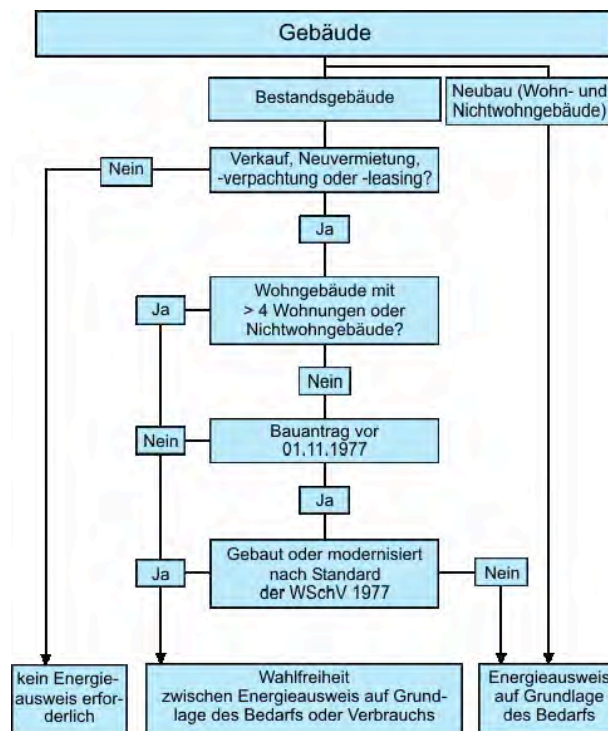 Gebäude
Bestandsgebäude
Neubau (Wohn- und
Nichtwohngebäude)
Nein
Verkauf, Neuvermietung,
-verpachtung oder -leasing?
Ja
Ja
Wohngebäude mit
> 4 Wohnungen oder
Nichtwohngebäude?
Nein
Nein
Bauantrag vor
01.11.1977
Ja
Ja
Gebaut oder modernisiert
nach Standard
der WSchV 1977
Nein
kein Energie-
ausweis erfor-
derlich
Wahlfreiheit
zwischen Energieausweis auf Grund-
lage des Bedarfs oder Verbrauchs
Energieausweis
auf Grundlage
des Bedarfs